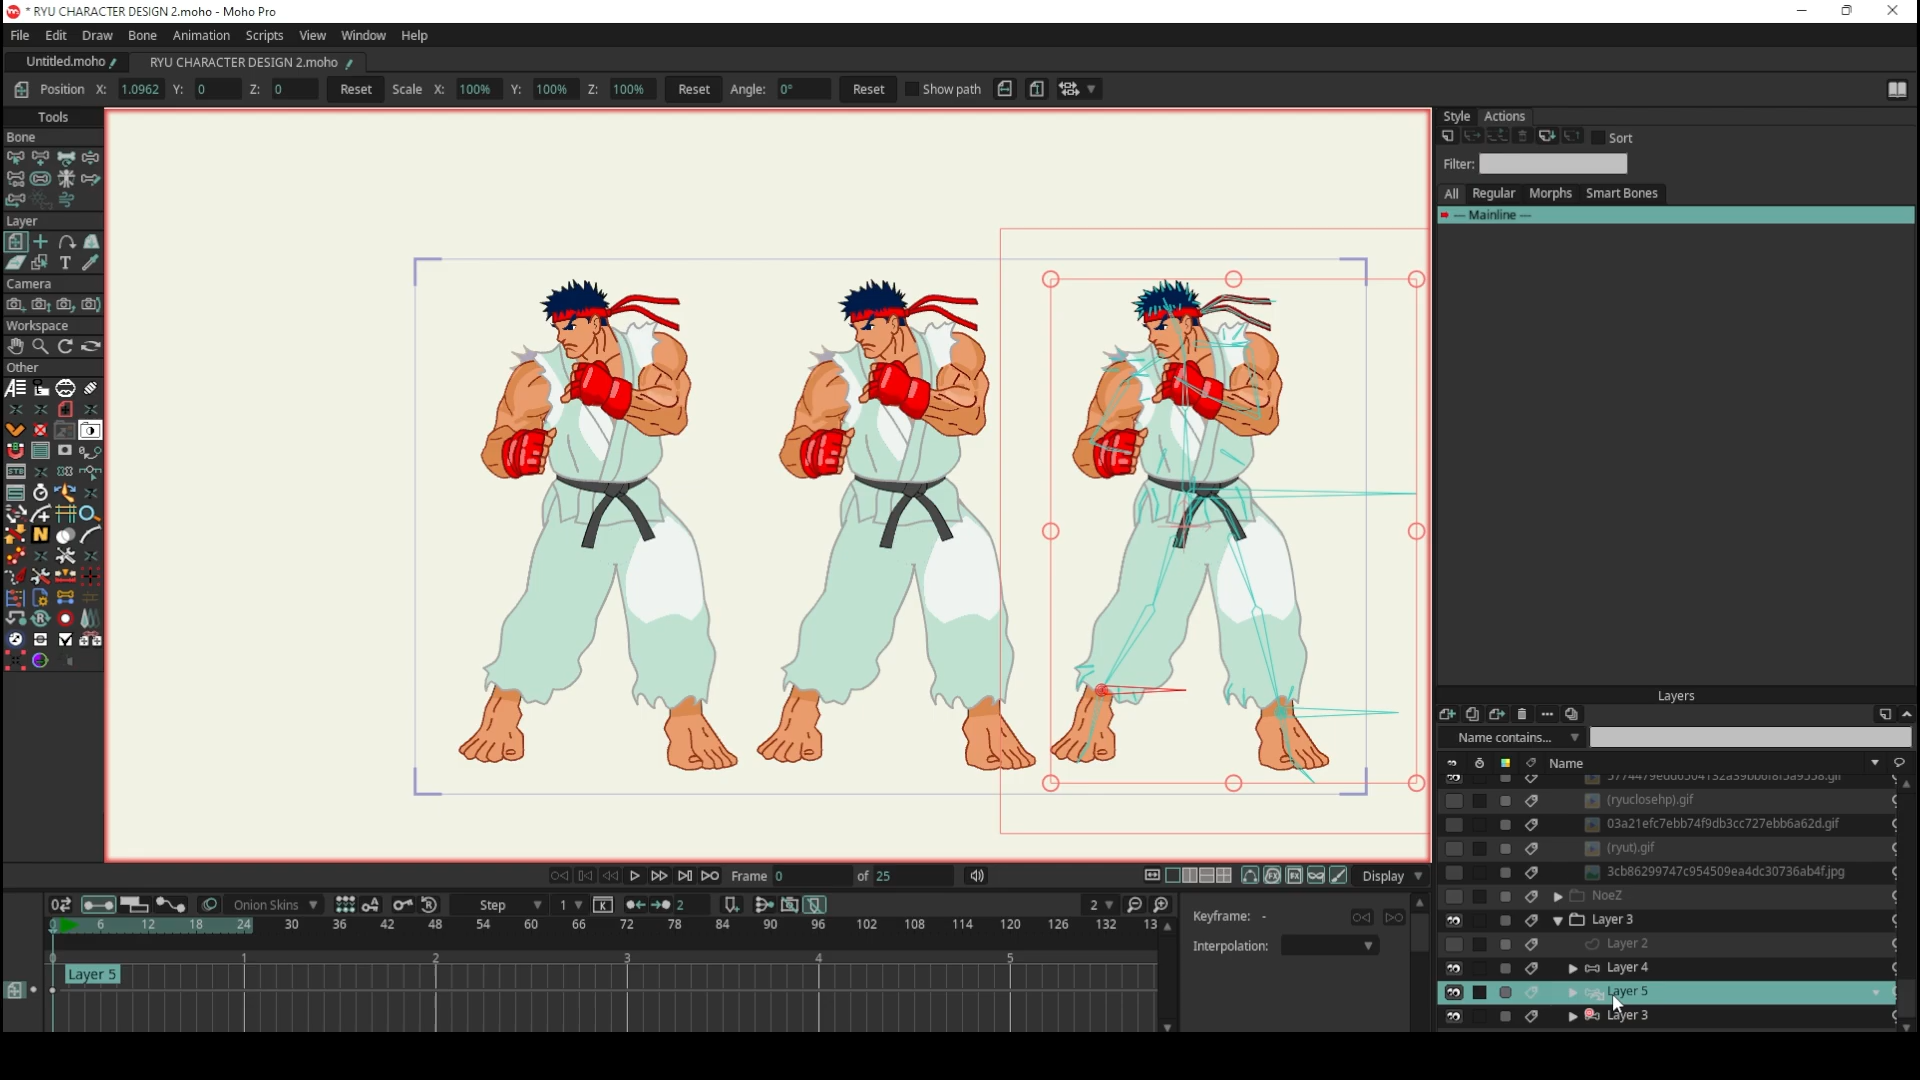 * RYU CHARACTER DESIGN 2.moho - Moho Pro
File Edit Draw Bone Animation Scripts View Window Help
Untitled.moho RYU CHARACTER DESIGN 2.moho
Position X: 1.0962 Y: 0 Z: 0 Reset Scale X: 100% Y: 100% Z: 100% Reset Angle: 0° Reset Show path
Tools
Bone
Layer
T
Camera
Workspace
Other
STB
N
Style Actions
Sort
Filter:
All Regular Morphs Smart Bones
— Mainline —
Layers
Name contains...
Name
(ryuclosehp).gif
03a21efc7ebb74f9db3cc727ebb6a62d.gif
(ryut).gif
3cb86299747c954509ea4dc30736ab4f.jpg
NoeZ
Layer 3
Layer 2
Layer 4
Layer 5
Layer 3
Frame 0 of 25 Display
Onion Skins Step 1 K 2 2
0 6 12 18 24 30 36 42 48 54 60 66 72 78 84 90 96 102 108 114 120 126 132 13
0 1 2 3 4 5
Layer 5
Keyframe: -
Interpolation: